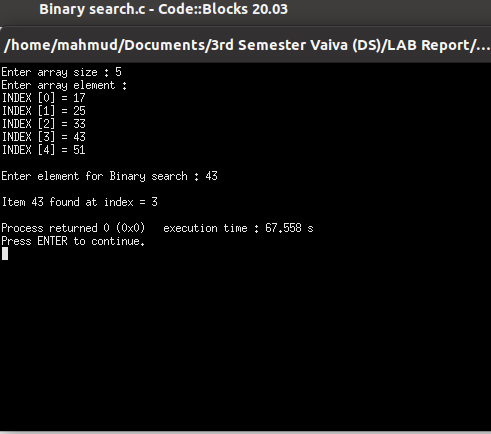 Binary search.c - Code::Blocks 20.03
/home/mahmud/Documents/3rd Semester Vaiva (DS)/LAB Report/...
Enter array size : 5
Enter array element :
INDEX [0] = 17
INDEX [1] = 25
INDEX [2] = 33
INDEX [3] = 43
INDEX [4] = 51
Enter element for Binary search : 43
Item 43 found at index = 3
Process returned 0 (0x0)   execution time : 67.558 s
Press ENTER to continue.